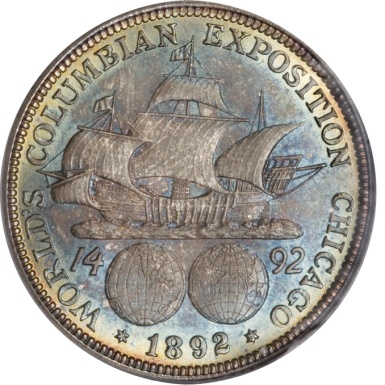 WORLD'S COLUMBIAN EXPOSITION CHICAGO
14 92
1892